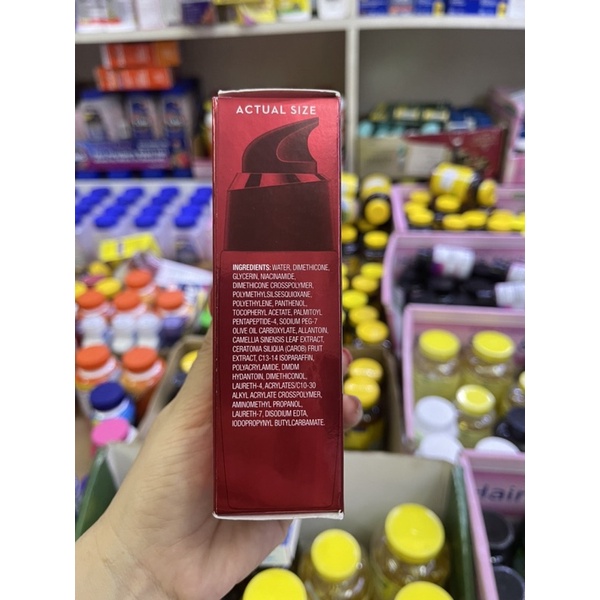 ACTUAL SIZE
INGREDIENTS: WATER, DIMETHICONE,
GLYCERIN, NIACINAMIDE,
DIMETHICONE CROSSPOLYMER,
POLYMETHYLSILSESQUIOXANE,
POLYETHYLENE, PANTHENOL,
TOCOPHERYL ACETATE, PALMITOYL
PENTAPEPTIDE-4, SODIUM PEG-7
OLIVE OIL CARBOXYLATE, ALLANTOIN,
CAMELLIA SINENSIS LEAF EXTRACT,
CERATONIA SILIQUA (CAROB) FRUIT
EXTRACT, C13-14 ISOPARAFFIN,
POLYACRYLAMIDE, DMDM
HYDANTOIN, DIMETHICONOL,
LAURETH-4, ACRYLATES/C10-30
ALKYL ACRYLATE CROSSPOLYMER,
AMINOMETHYL PROPANOL,
LAURETH-7, DISODIUM EDTA,
IODOPROPYNYL BUTYLCARBAMATE.
Hair